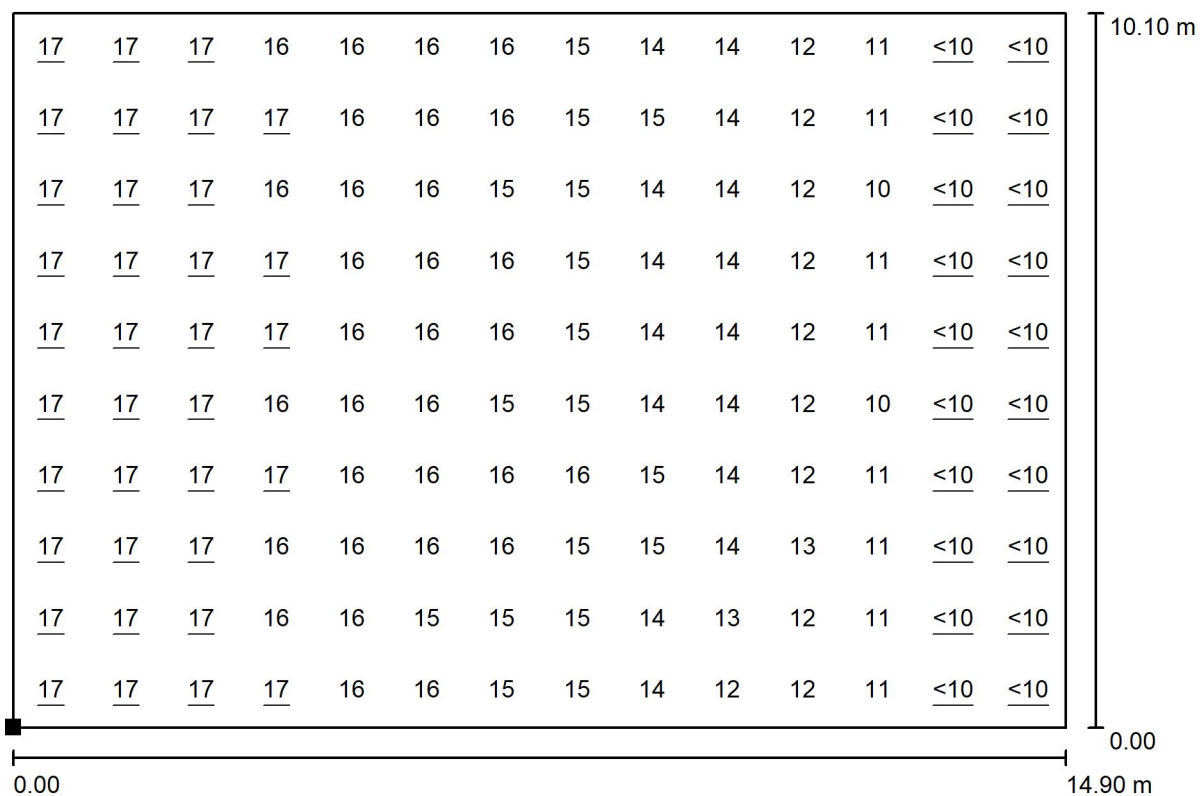 17 17 17 16 16 16 16 15 14 14 12 11 <10 <10
10.10 m
17 17 17 17 16 16 16 15 15 14 12 11 <10 <10
17 17 17 16 16 16 15 15 14 14 12 10 <10 <10
17 17 17 17 16 16 16 15 14 14 12 11 <10 <10
17 17 17 17 16 16 16 15 14 14 12 11 <10 <10
17 17 17 16 16 16 15 15 14 14 12 10 <10 <10
17 17 17 17 16 16 16 16 15 14 12 11 <10 <10
17 17 17 16 16 16 16 15 15 14 13 11 <10 <10
17 17 17 16 16 15 15 15 14 13 12 11 <10 <10
17 17 17 17 16 16 15 15 14 12 12 11 <10 <10
0.00
0.00 14.90 m